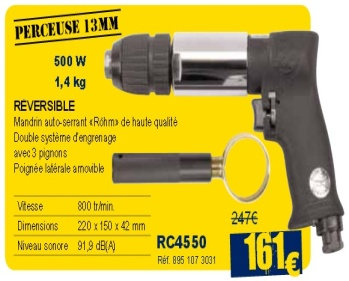 PERCEUSE 13MM
500 W
1,4 kg
REVERSIBLE
Mandrin auto-serrant «Röhm» de haute qualité
Double système d'engrenage
avec 3 pignons
Poignée latérale amovible
Vitesse 800 tr/min.
Dimensions 220 x 150 x 42 mm
Niveau sonore 91,9 dB(A)
RC4550
Réf. 895 107 3031
247€
161€